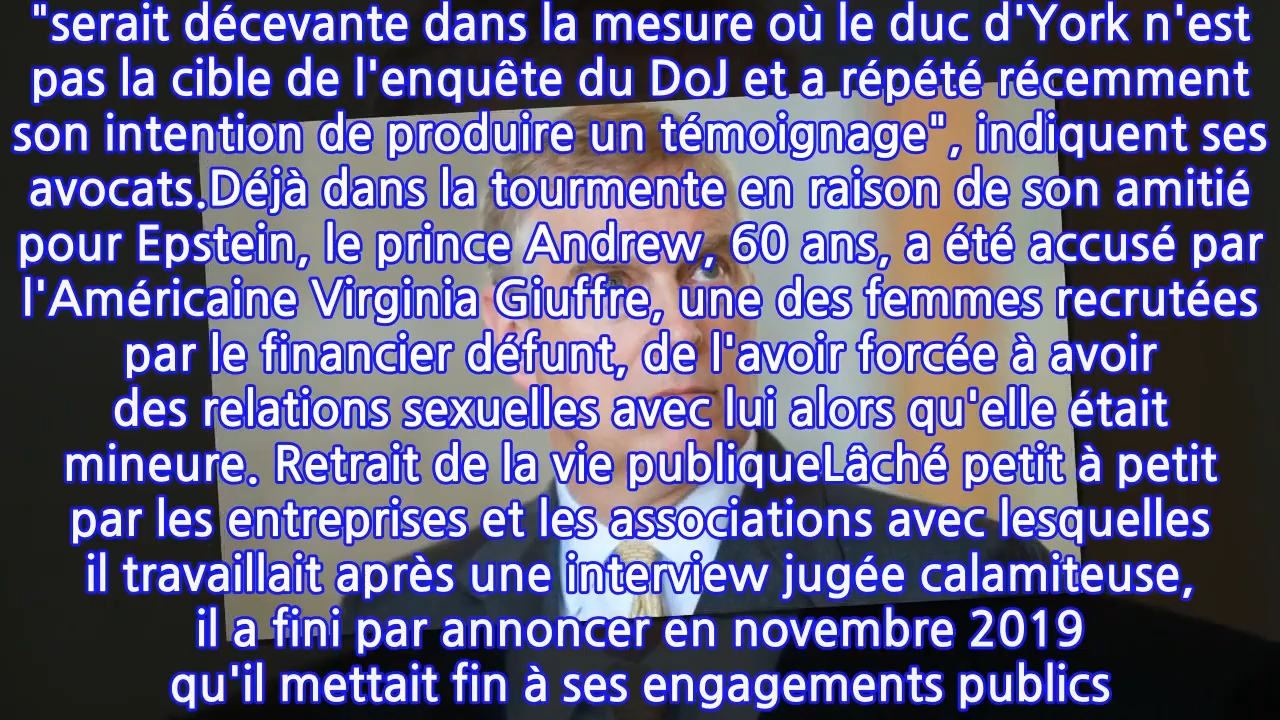 "serait décevante dans la mesure où le duc d'York n'est
pas la cible de l'enquête du DoJ et a répété récemment
son intention de produire un témoignage", indiquent ses
avocats.Déjà dans la tourmente en raison de son amitié
pour Epstein, le prince Andrew, 60 ans, a été accusé par
l'Américaine Virginia Giuffre, une des femmes recrutées
par le financier défunt, de l'avoir forcée à avoir
des relations sexuelles avec lui alors qu'elle était
mineure. Retrait de la vie publiqueLâché petit à petit
par les entreprises et les associations avec lesquelles
il travaillait après une interview jugée calamiteuse,
il a fini par annoncer en novembre 2019
qu'il mettait fin à ses engagements publics